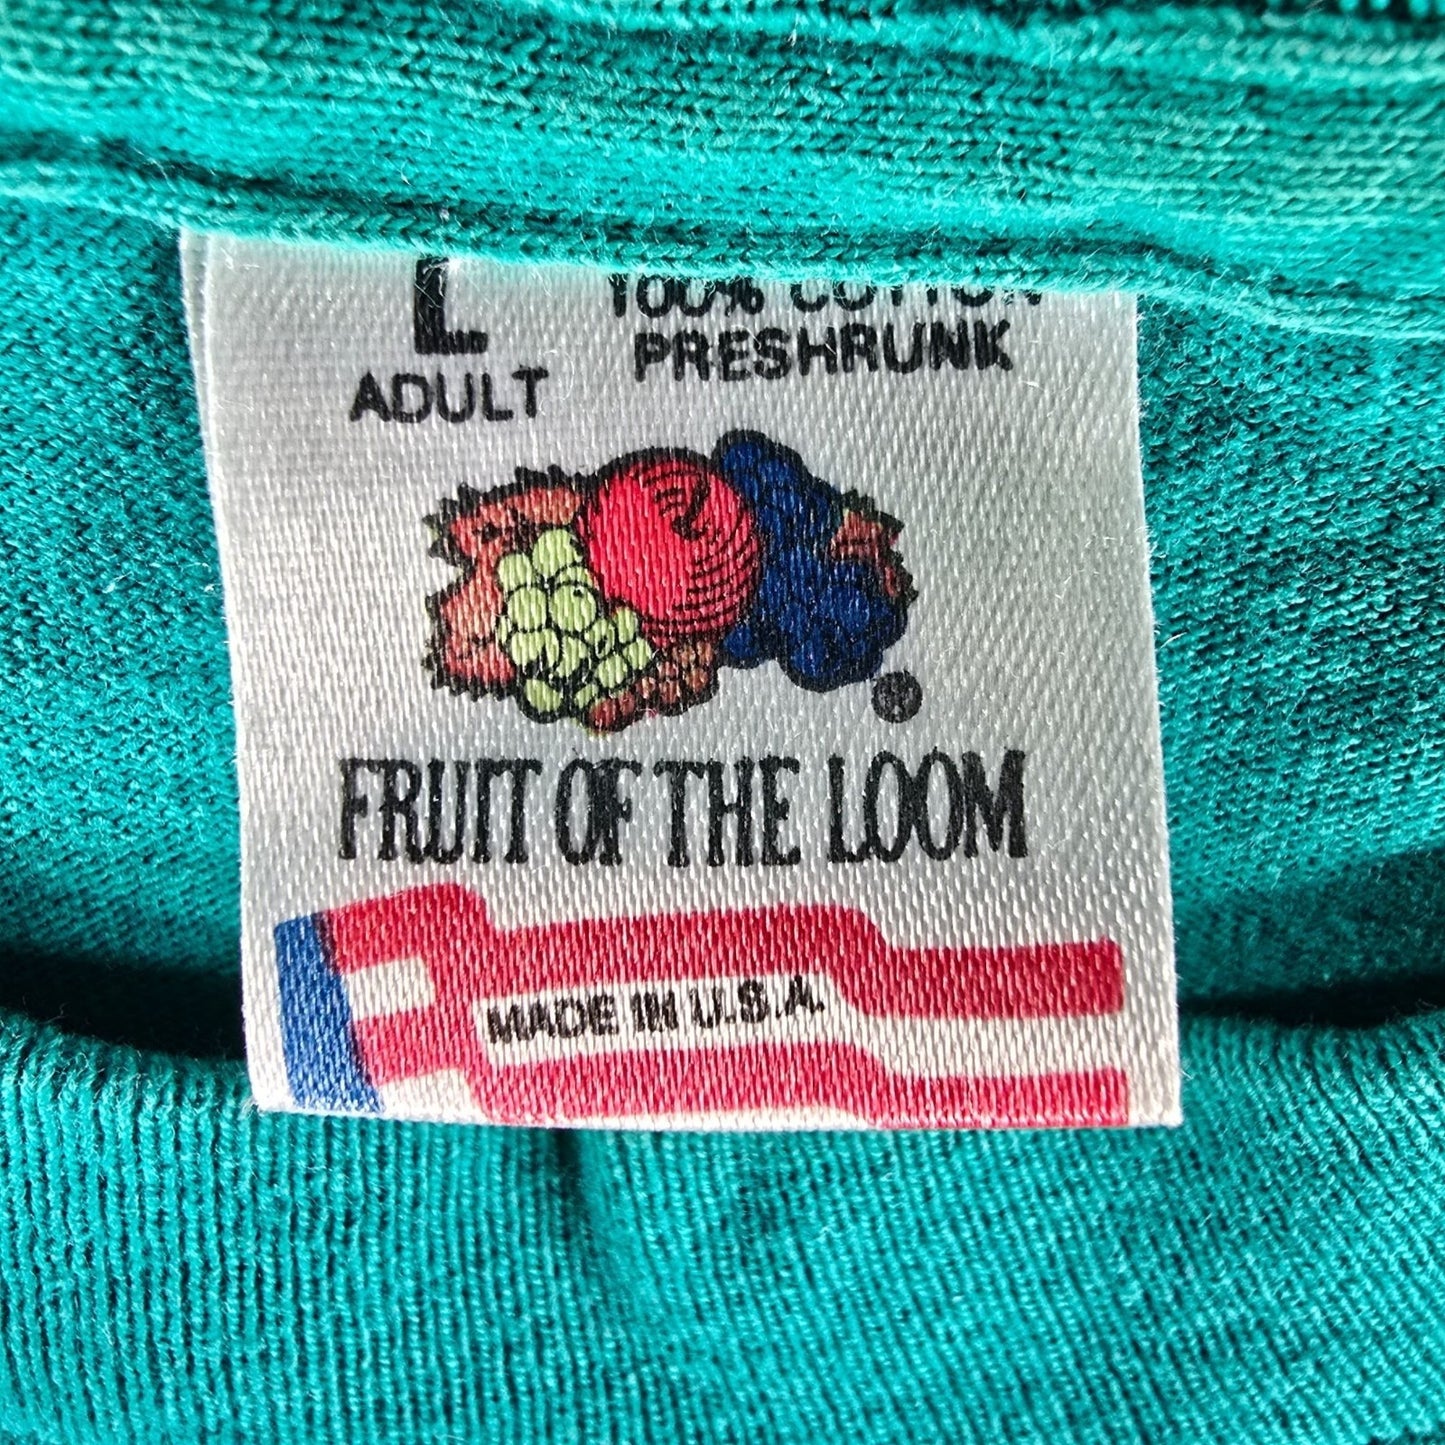 L
100% COTTON
PRESHRUNK
ADULT
®
FRUIT OF THE LOOM
MADE IN U.S.A.